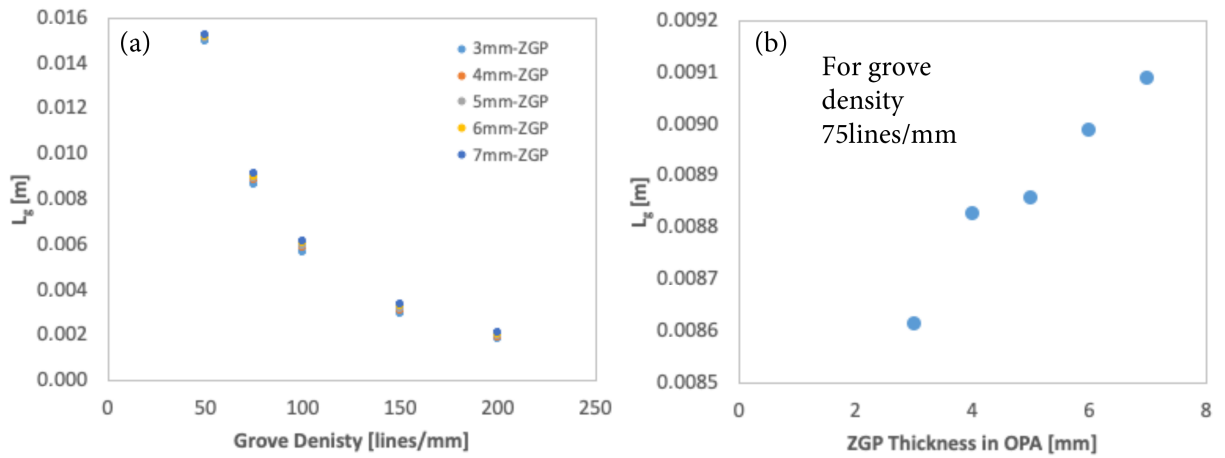 (a)
0.016
0.014
0.012
0.010
0.008
0.006
0.004
0.002
0.000
Lg [m]
0
50
100
150
200
250
Grove Denisty [lines/mm]
3mm-ZGP
4mm-ZGP
5mm-ZGP
6mm-ZGP
7mm-ZGP
(b)
For grove
density
75lines/mm
0.0092
0.0091
0.0090
0.0089
0.0088
0.0087
0.0086
0.0085
Lg [m]
0
2
4
6
8
ZGP Thickness in OPA [mm]